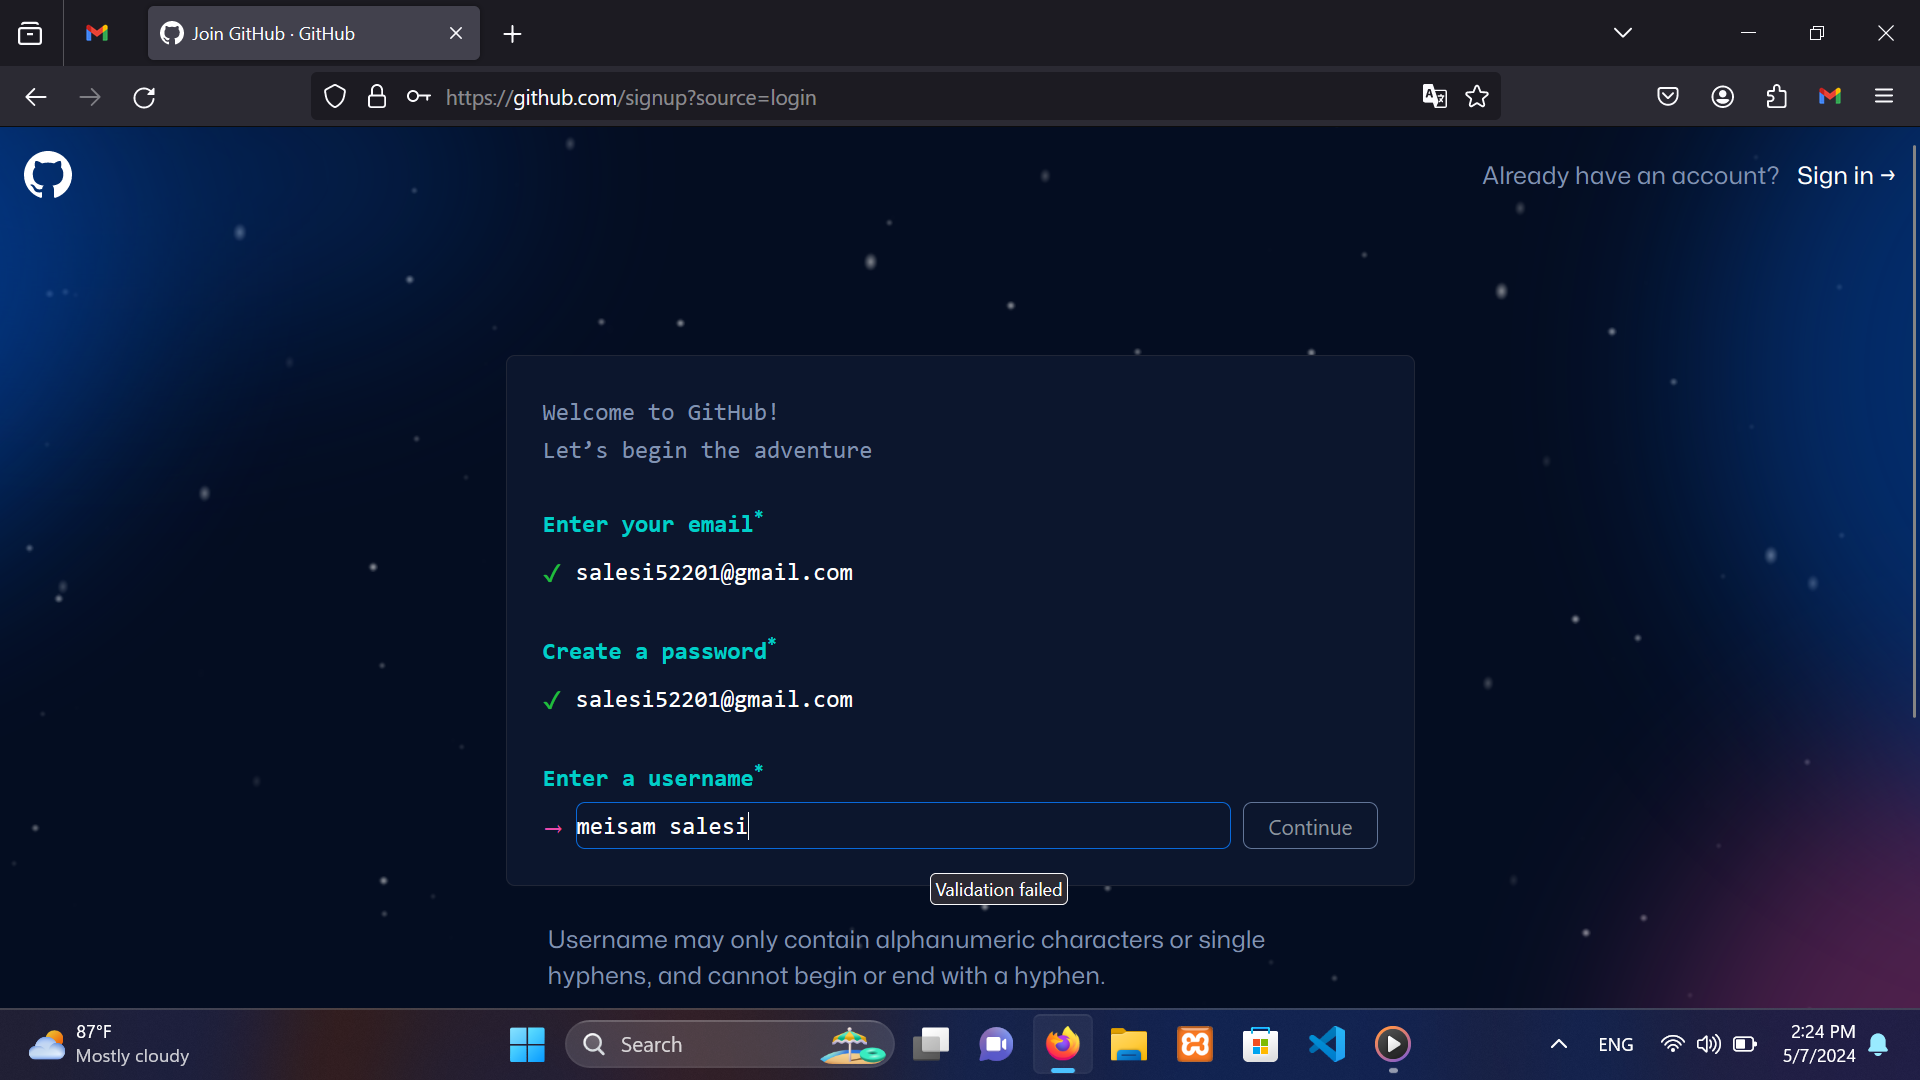 Join GitHub · GitHub
https://github.com/signup?source=login
Already have an account? Sign in →
Welcome to GitHub!
Let’s begin the adventure
Enter your email*
✓ salesi52201@gmail.com
Create a password*
✓ salesi52201@gmail.com
Enter a username*
→ meisam salesi
Continue
Validation failed
Username may only contain alphanumeric characters or single
hyphens, and cannot begin or end with a hyphen.
87°F
Mostly cloudy
Search
ENG
2:24 PM
5/7/2024